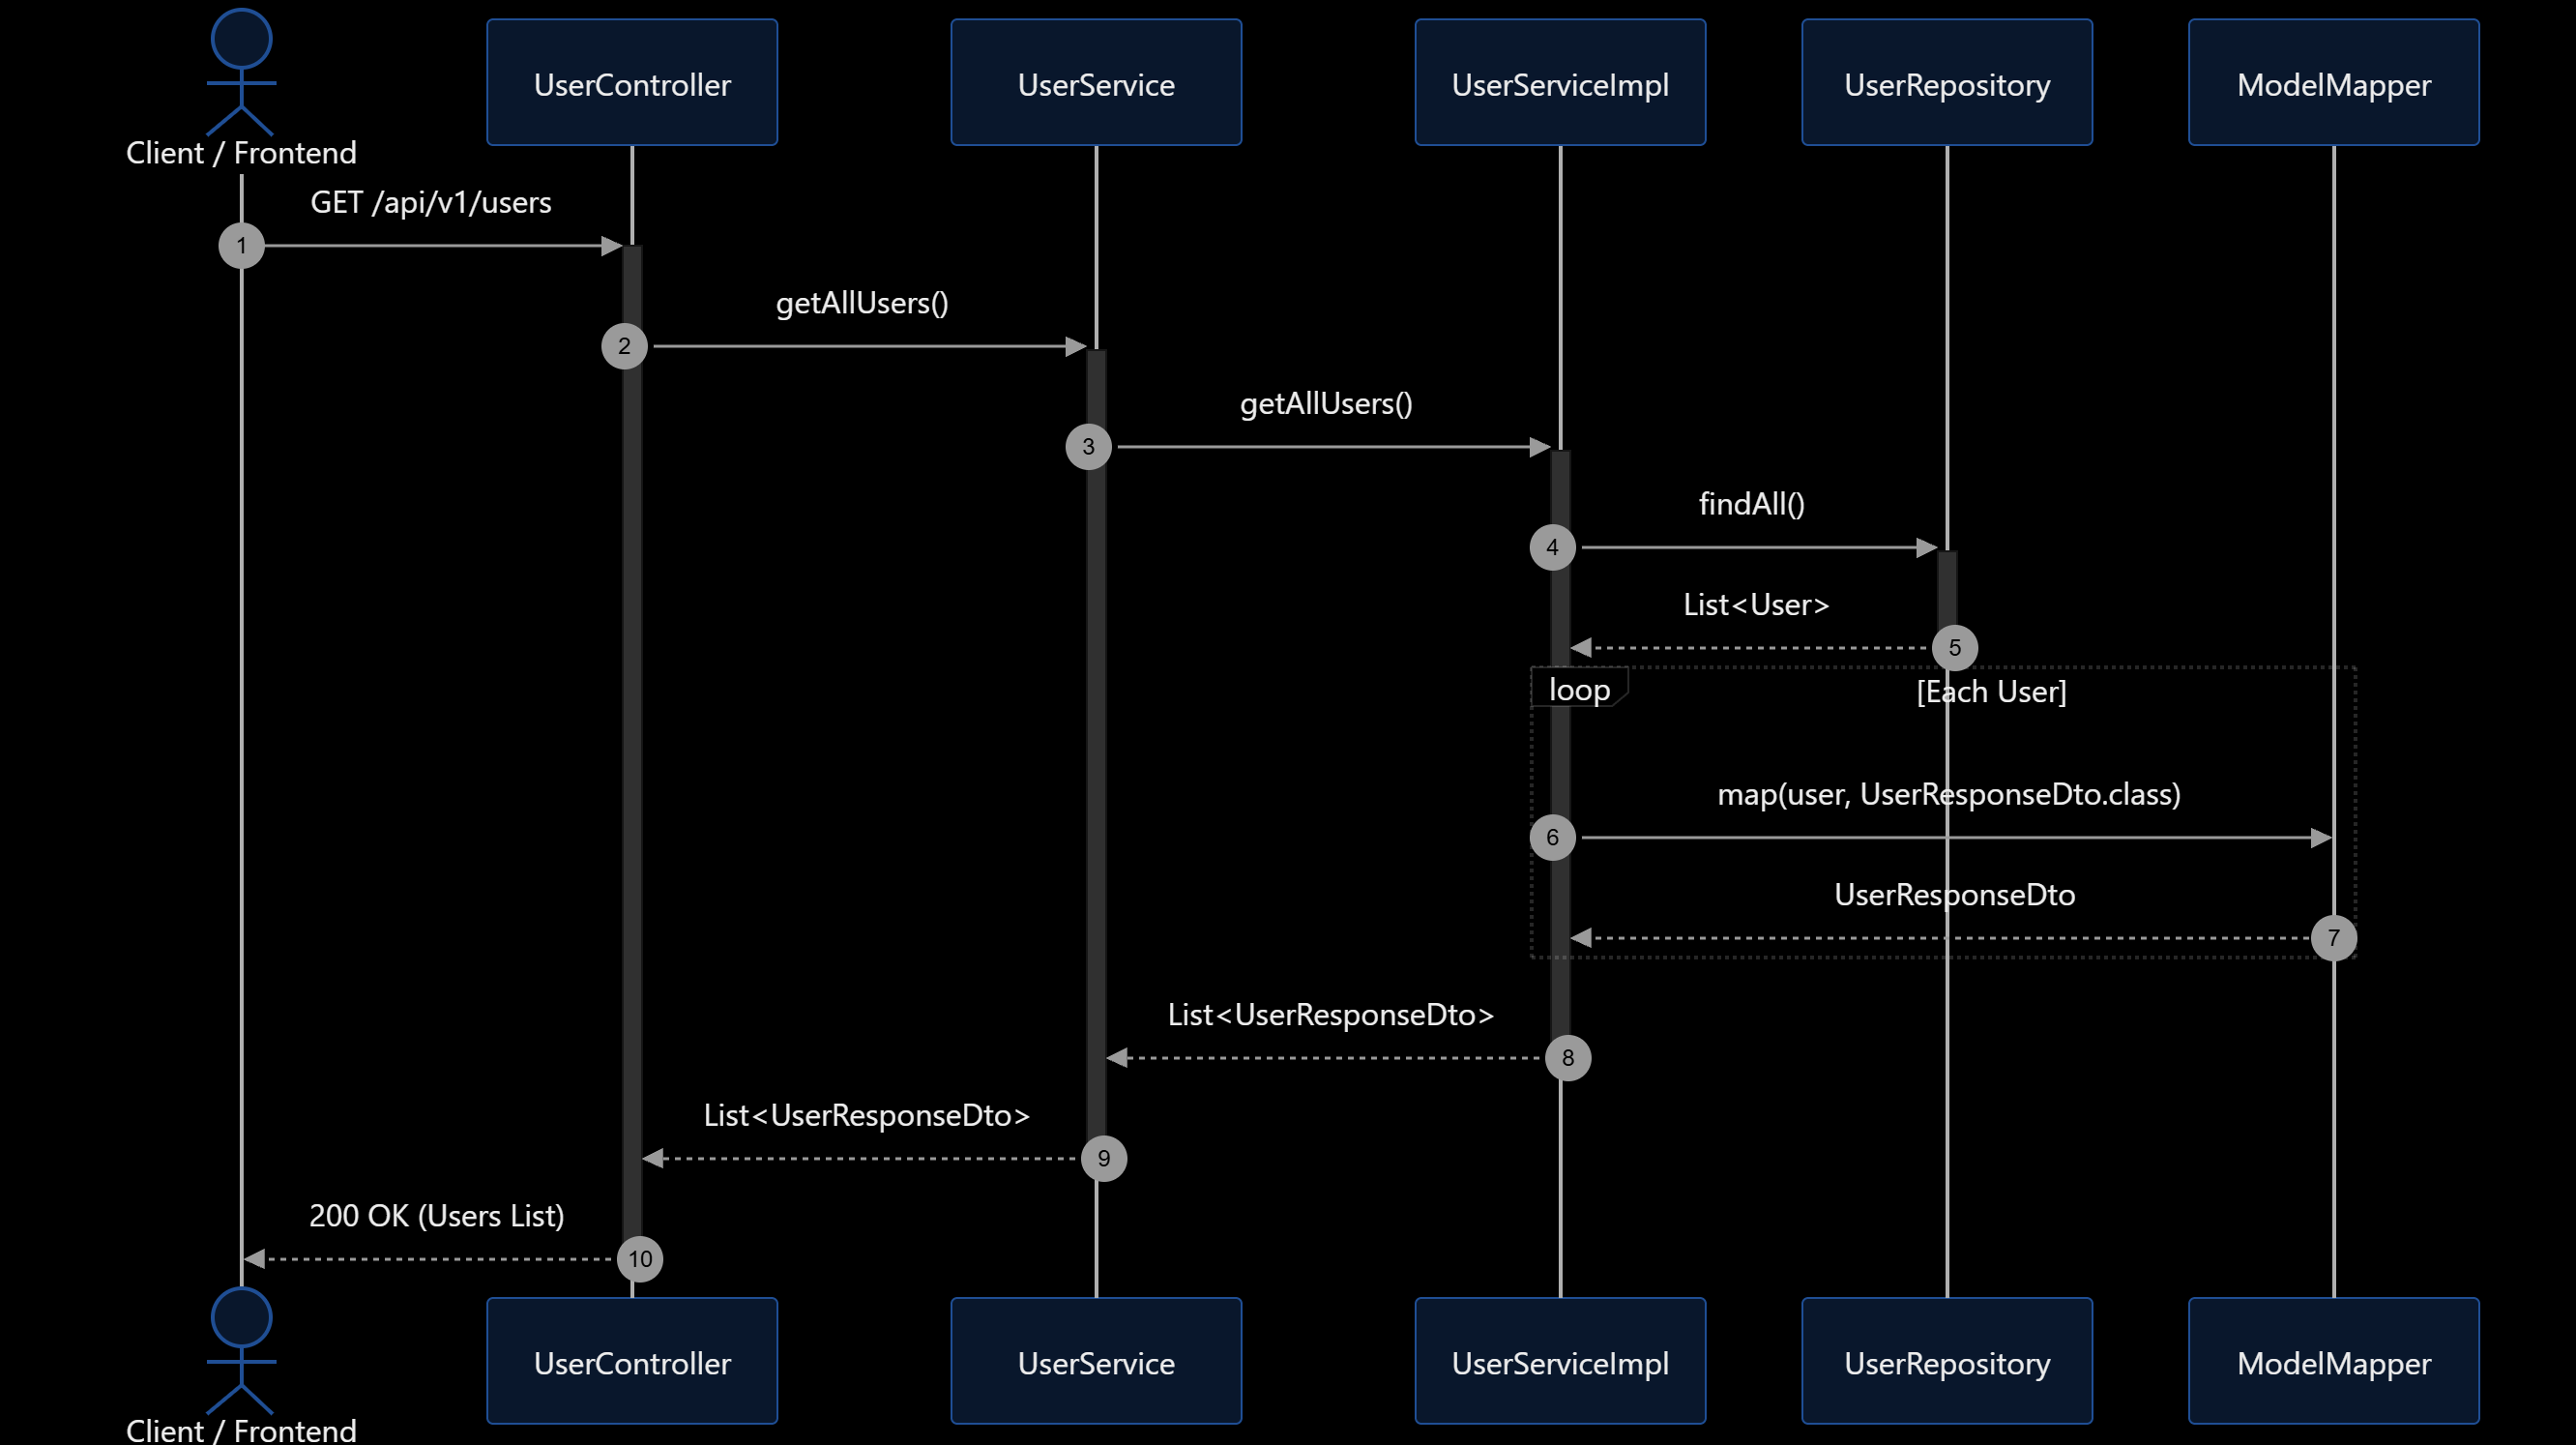 UserController
UserService
UserServiceImpl
UserRepository
ModelMapper
Client / Frontend
GET /api/v1/users
1
getAllUsers()
2
getAllUsers()
3
findAll()
4
List<User>
5
loop
[Each User]
map(user, UserResponseDto.class)
6
UserResponseDto
7
List<UserResponseDto>
8
List<UserResponseDto>
9
200 OK (Users List)
10
UserController
UserService
UserServiceImpl
UserRepository
ModelMapper
Client / Frontend